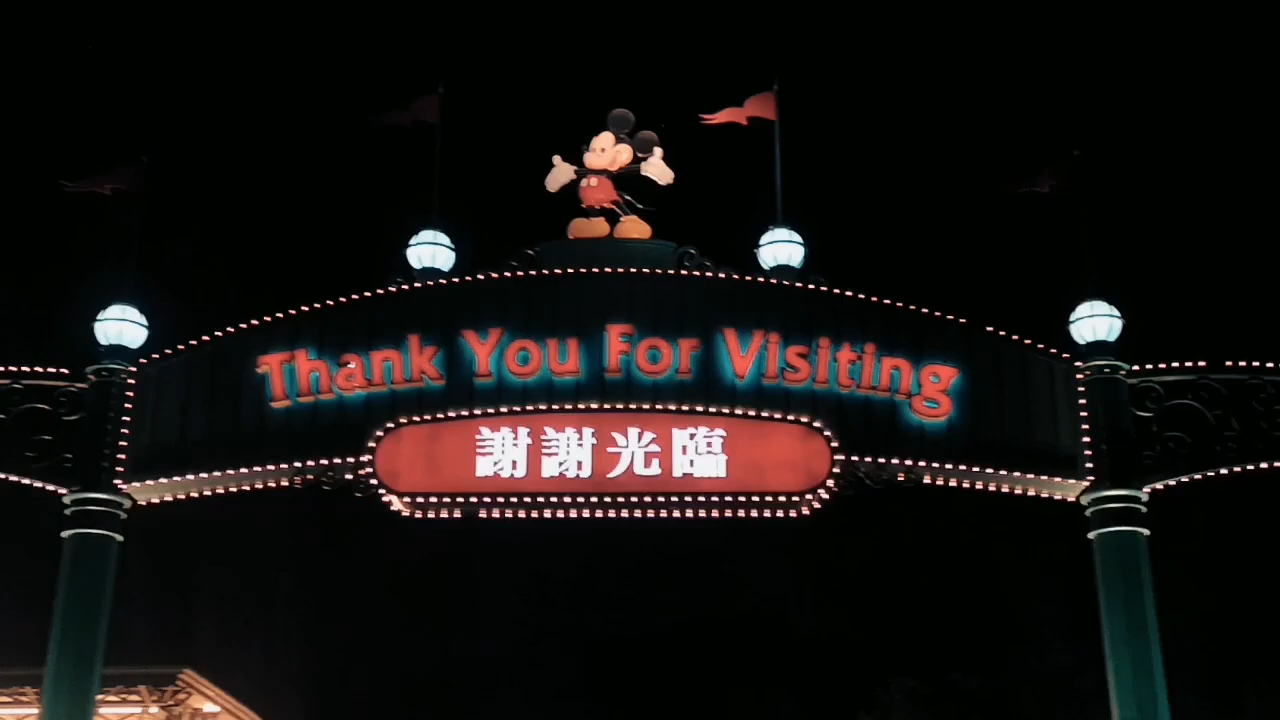 Thank You For Visiting
謝謝光臨